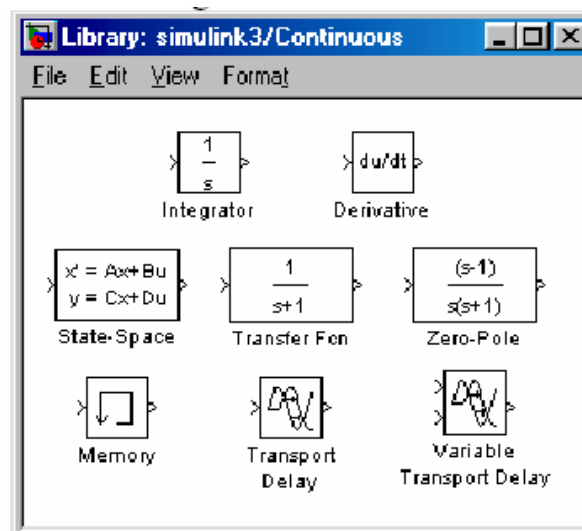 Library: simulink3/Continuous
File Edit View Format
1
s
Integrator
du/dt
Derivative
x' = Ax+Bu
y = Cx+Du
State-Space
1
s+1
Transfer Fcn
(s-1)
s(s+1)
Zero-Pole
Memory
Transport
Delay
Variable
Transport Delay